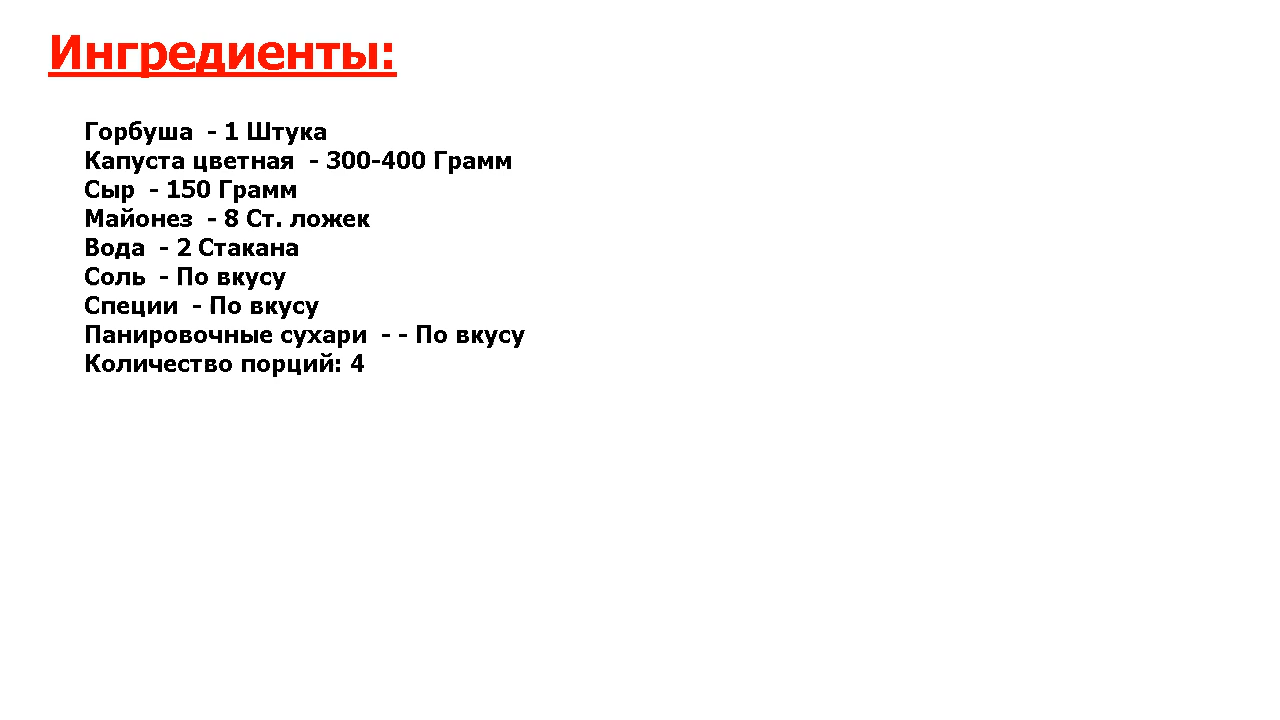 Ингредиенты:
Горбуша  - 1 Штука
Капуста цветная  - 300-400 Грамм
Сыр  - 150 Грамм
Майонез  - 8 Ст. ложек
Вода  - 2 Стакана
Соль  - По вкусу
Специи  - По вкусу
Панировочные сухари  - - По вкусу
Количество порций: 4